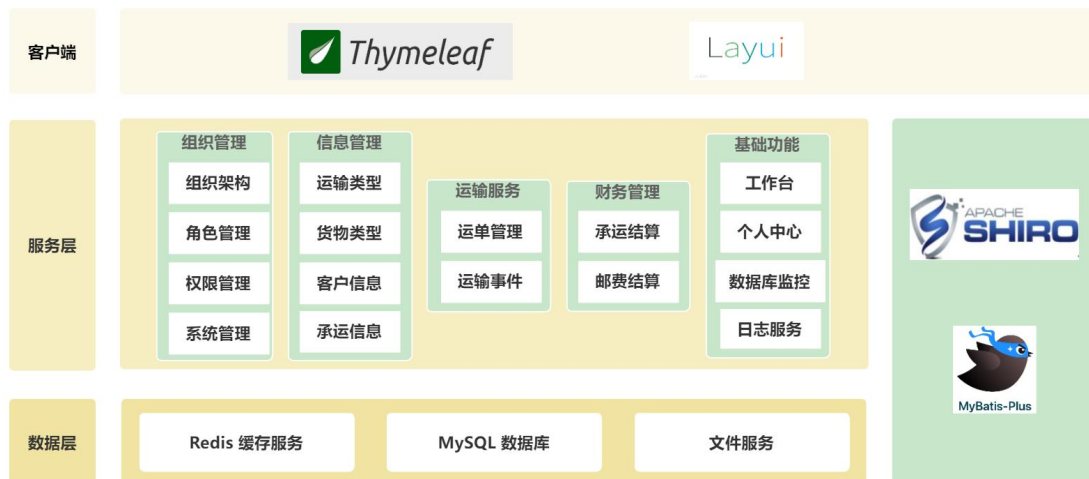 客户端
Thymeleaf
Layui
服务层
组织管理
组织架构
角色管理
权限管理
系统管理
信息管理
运输类型
货物类型
客户信息
承运信息
运输服务
运单管理
运输事件
财务管理
承运结算
邮费结算
基础功能
工作台
个人中心
数据库监控
日志服务
APACHE
SHIRO
MyBatis-Plus
数据层
Redis 缓存服务
MySQL 数据库
文件服务